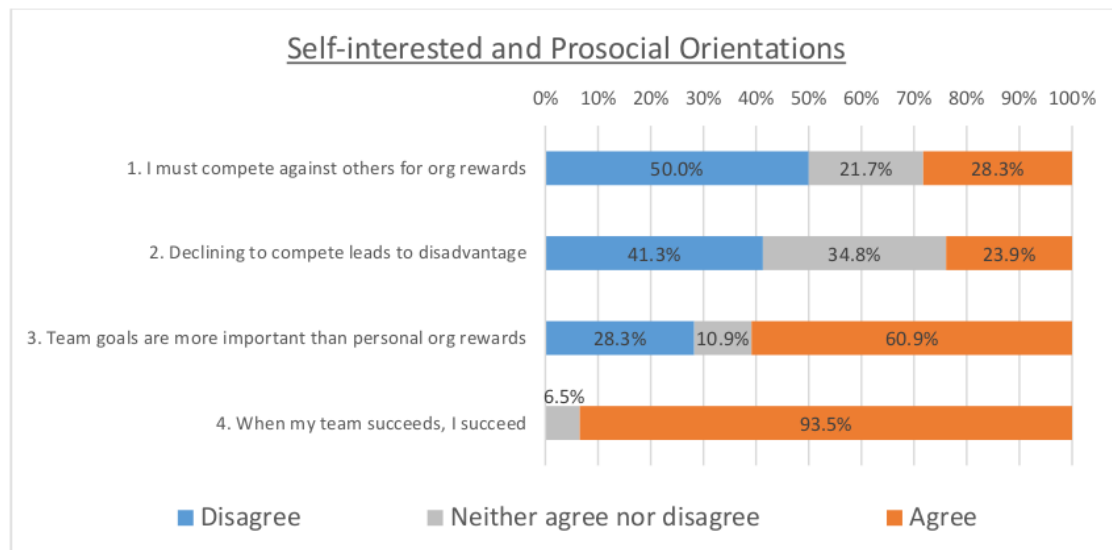 Self-interested and Prosocial Orientations
0% 10% 20% 30% 40% 50% 60% 70% 80% 90% 100%
1. I must compete against others for org rewards 50.0% 21.7% 28.3%
2. Declining to compete leads to disadvantage 41.3% 34.8% 23.9%
3. Team goals are more important than personal org rewards 28.3% 10.9% 60.9%
6.5%
4. When my team succeeds, I succeed 93.5%
Disagree Neither agree nor disagree Agree